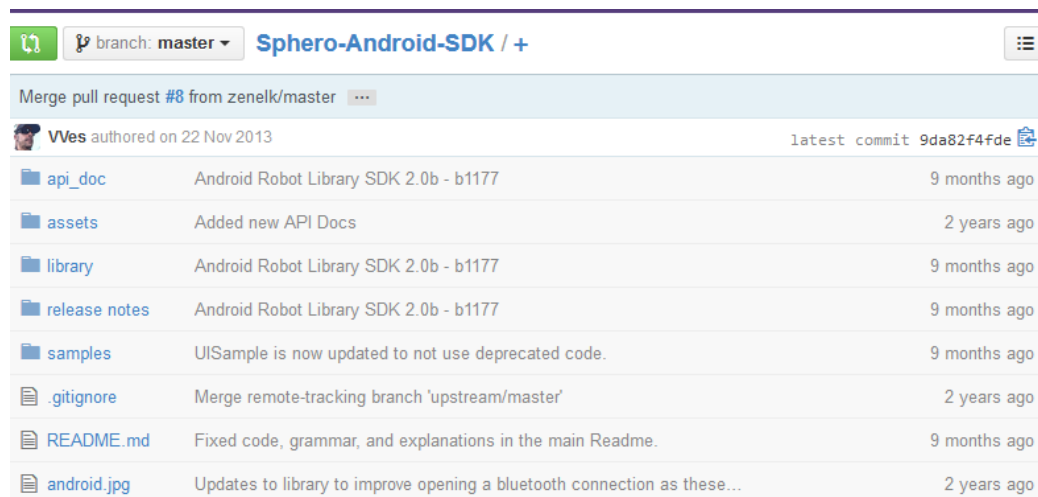 branch: master Sphero-Android-SDK / +
Merge pull request #8 from zenelk/master ...
VVes authored on 22 Nov 2013 latest commit 9da82f4fde
api_doc Android Robot Library SDK 2.0b - b1177 9 months ago
assets Added new API Docs 2 years ago
library Android Robot Library SDK 2.0b - b1177 9 months ago
release notes Android Robot Library SDK 2.0b - b1177 9 months ago
samples UISample is now updated to not use deprecated code. 9 months ago
.gitignore Merge remote-tracking branch 'upstream/master' 2 years ago
README.md Fixed code, grammar, and explanations in the main Readme. 9 months ago
android.jpg Updates to library to improve opening a bluetooth connection as these... 2 years ago